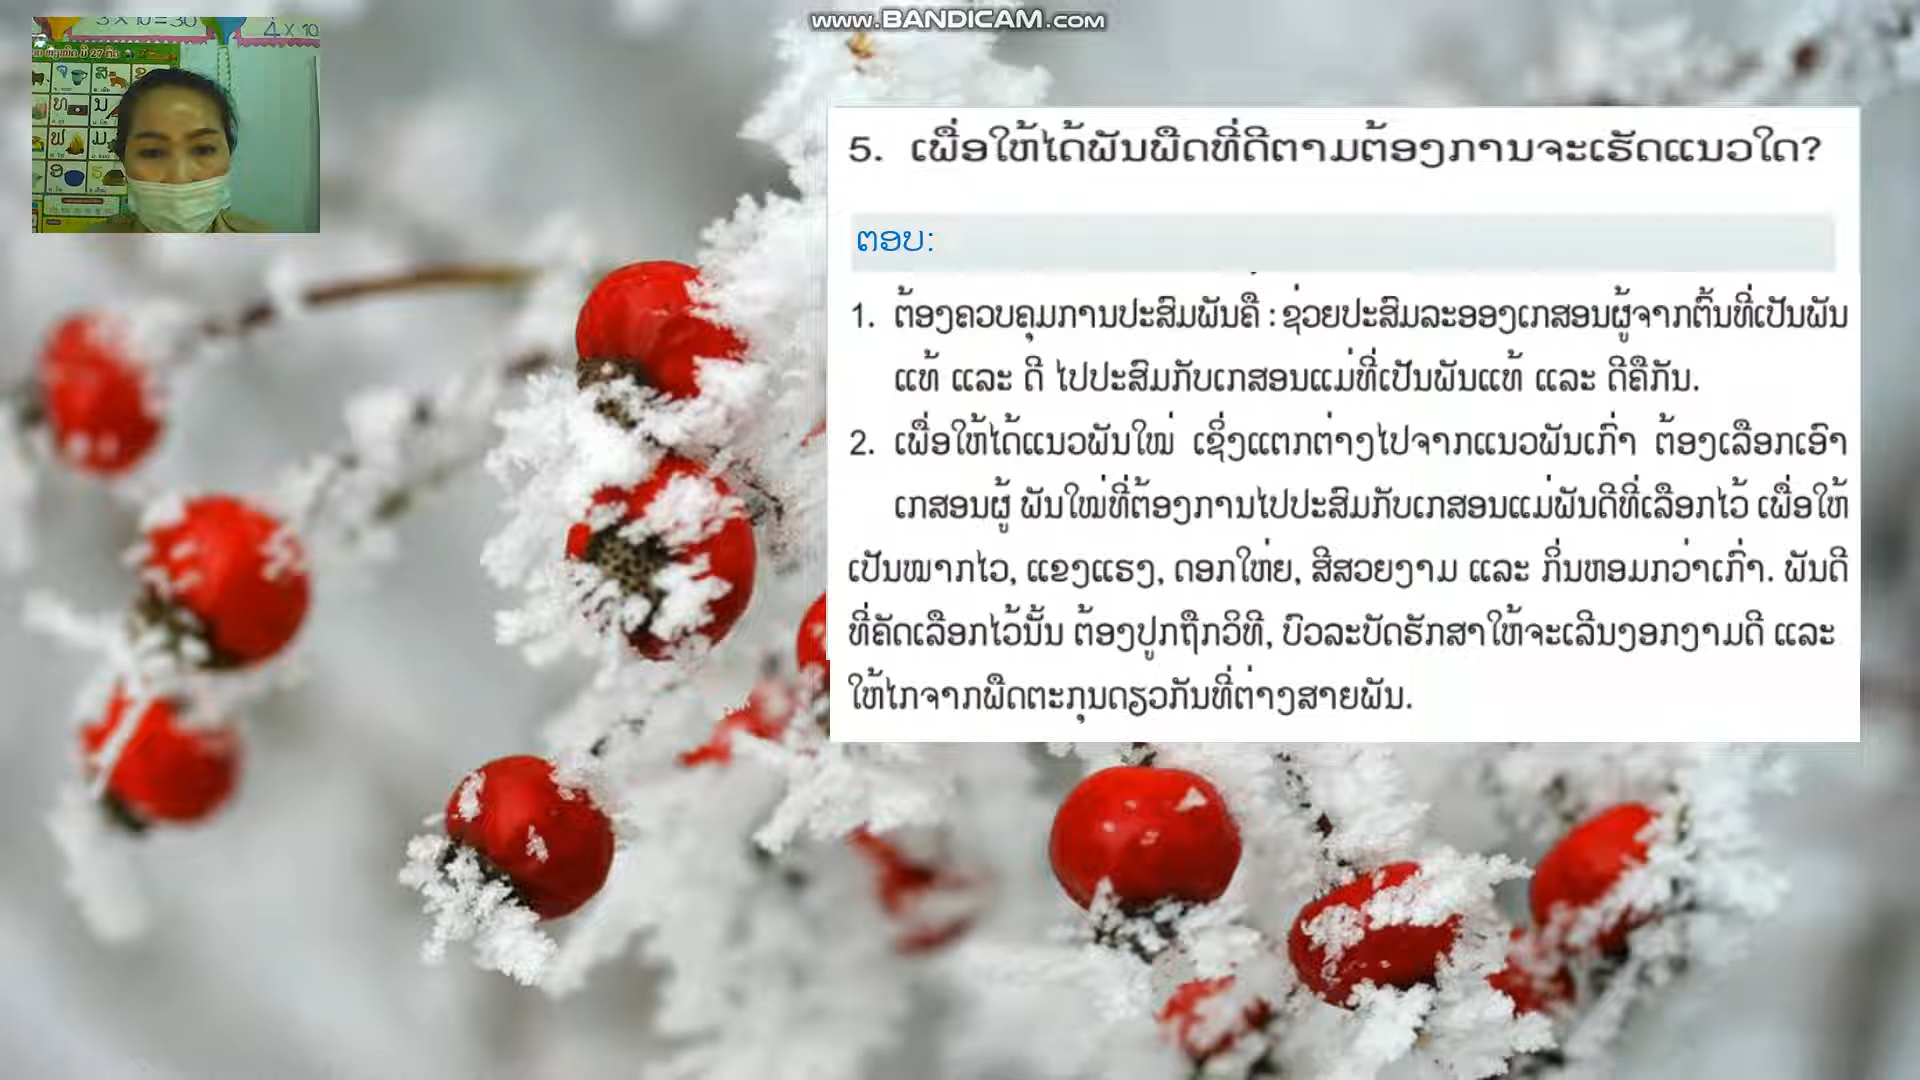 www.BANDICAM.com
3 X 10 = 30
4 X 10
5. ເພື່ອໃຫ້ໄດ້ພັນພືດທີ່ດີຕາມຕ້ອງການຈະເຮັດແນວໃດ?
ຕອບ:
1. ຕ້ອງຄວບຄຸມການປະສົມພັນຄື : ຊ່ວຍປະສົມລະອອງເກສອນຜູ້ຈາກຕົ້ນທີ່ເປັນພັນ
ແທ້ ແລະ ດີ ໄປປະສົມກັບເກສອນແມ່ທີ່ເປັນພັນແທ້ ແລະ ດີຄືກັນ.
2. ເພື່ອໃຫ້ໄດ້ແນວພັນໃໝ່ ເຊິ່ງແຕກຕ່າງໄປຈາກແນວພັນເກົ່າ ຕ້ອງເລືອກເອົາ
ເກສອນຜູ້ ພັນໃໝ່ທີ່ຕ້ອງການໄປປະສົມກັບເກສອນແມ່ພັນດີທີ່ເລືອກໄວ້ ເພື່ອໃຫ້
ເປັນໝາກໄວ, ແຂງແຮງ, ດອກໃຫ່ຍ, ສີສວຍງາມ ແລະ ກິ່ນຫອມກວ່າເກົ່າ. ພັນດີ
ທີ່ຄັດເລືອກໄວ້ນັ້ນ ຕ້ອງປູກຖືກວິທີ, ບົວລະບັດຮັກສາໃຫ້ຈະເລີນງອກງາມດີ ແລະ
ໃຫ້ໄກຈາກພືດຕະກຸນດຽວກັນທີ່ຕ່າງສາຍພັນ.